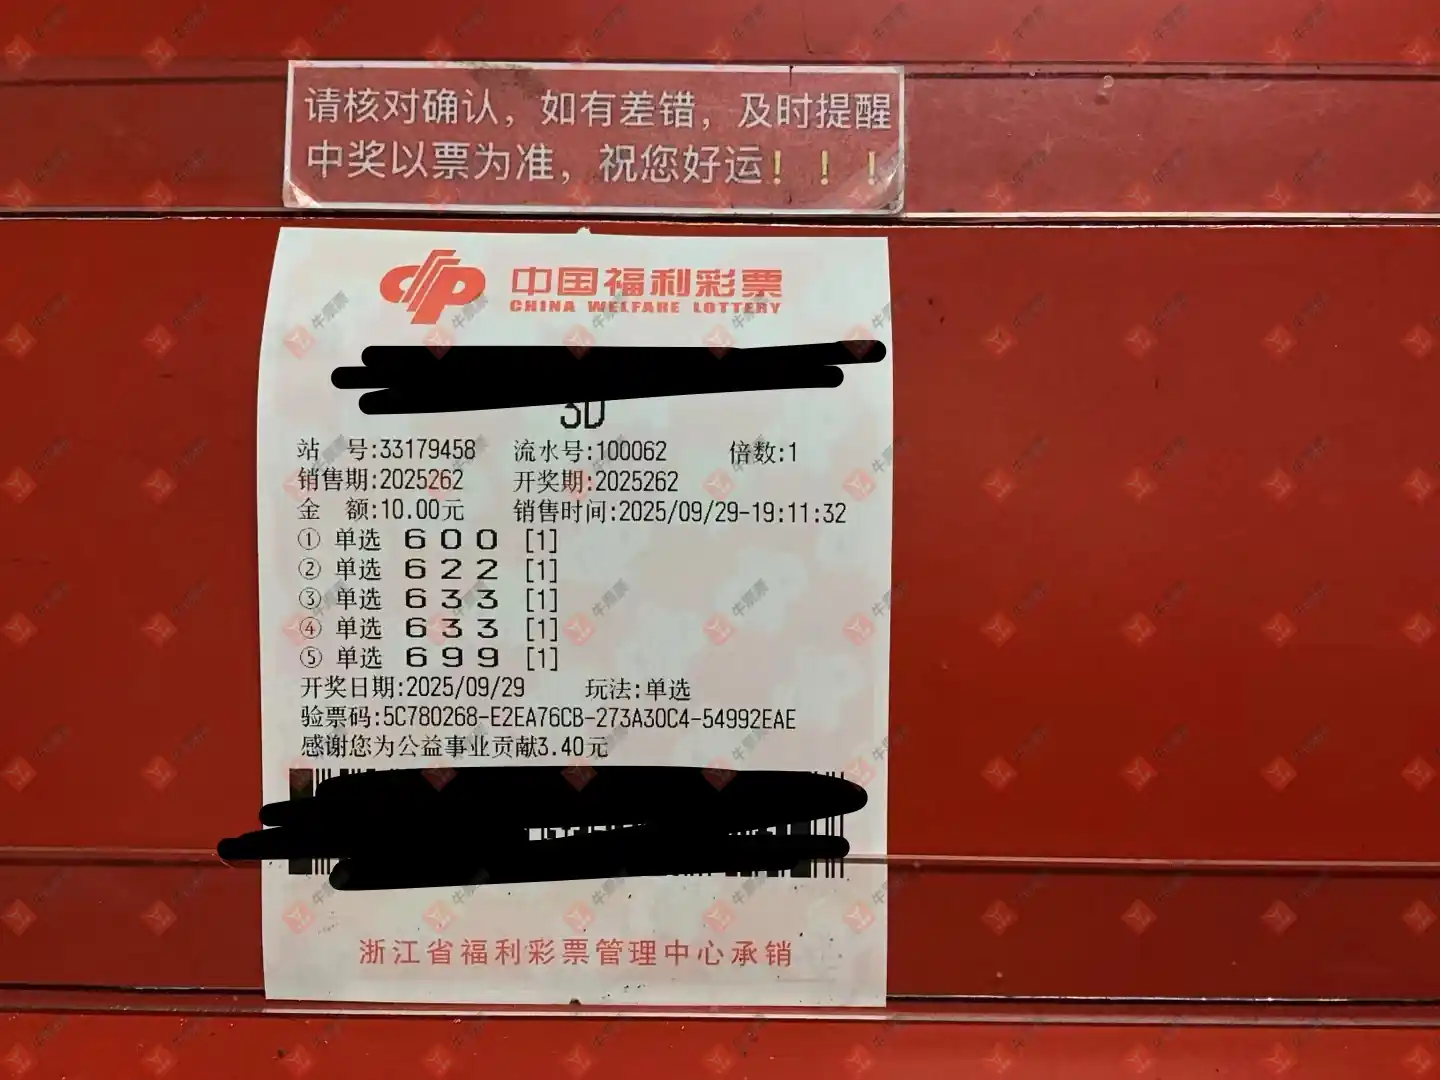 请核对确认，如有差错，及时提醒
中奖以票为准，祝您好运！！！
中国福利彩票
CHINA WELFARE LOTTERY
3D
站 号:33179458 流水号:100062 倍数:1
销售期:2025262 开奖期:2025262
金 额:10.00元 销售时间:2025/09/29-19:11:32
① 单选 6 0 0 [1]
② 单选 6 2 2 [1]
③ 单选 6 3 3 [1]
④ 单选 6 3 3 [1]
⑤ 单选 6 9 9 [1]
开奖日期:2025/09/29 玩法:单选
验票码:5C780268-E2EA76CB-273A30C4-54992EAE
感谢您为公益事业贡献3.40元
浙江省福利彩票管理中心承销
牛票票